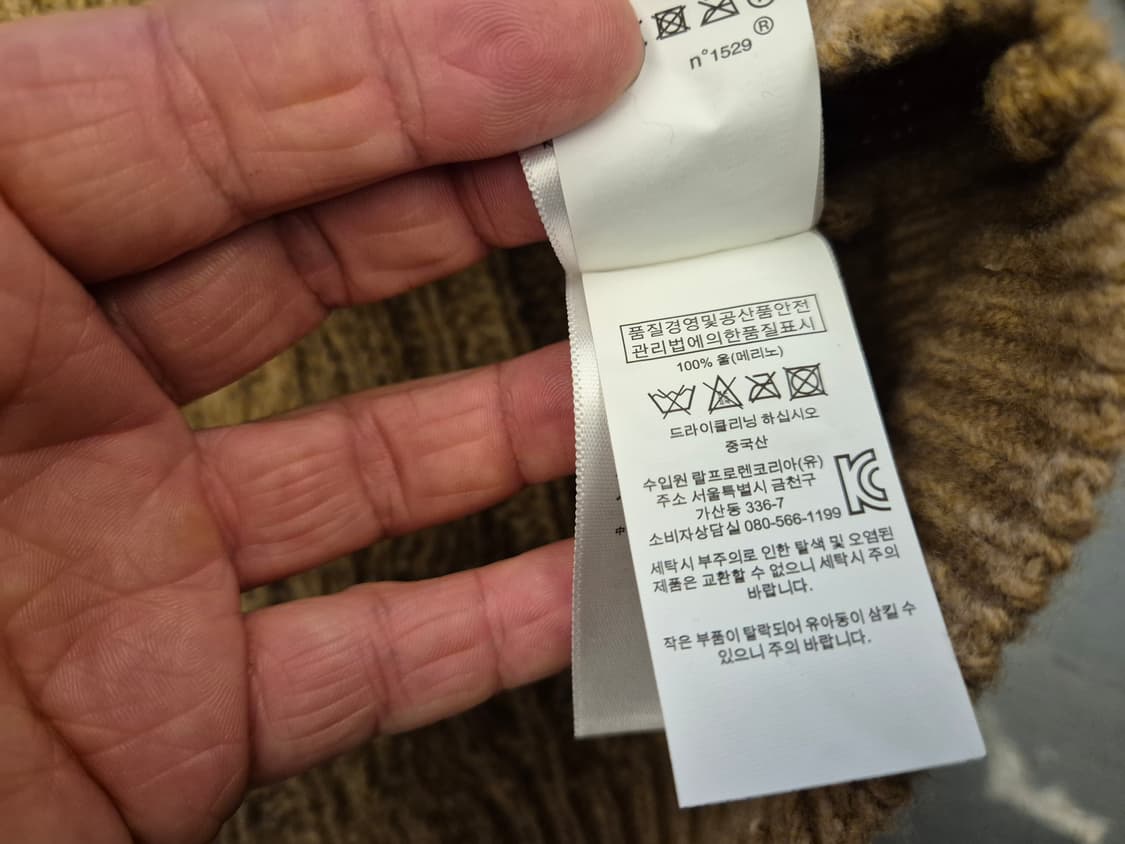 ®
n°1529
품질경영및공산품안전
관리법에의한품질표시
100% 울(메리노)
드라이클리닝 하십시오
중국산
수입원 랄프로렌코리아(유)
주소 서울특별시 금천구
가산동 336-7
소비자상담실 080-566-1199
세탁시 부주의로 인한 탈색 및 오염된
제품은 교환할 수 없으니 세탁시 주의
바랍니다.
작은 부품이 탈락되어 유아동이 삼킬 수
있으니 주의 바랍니다.
中